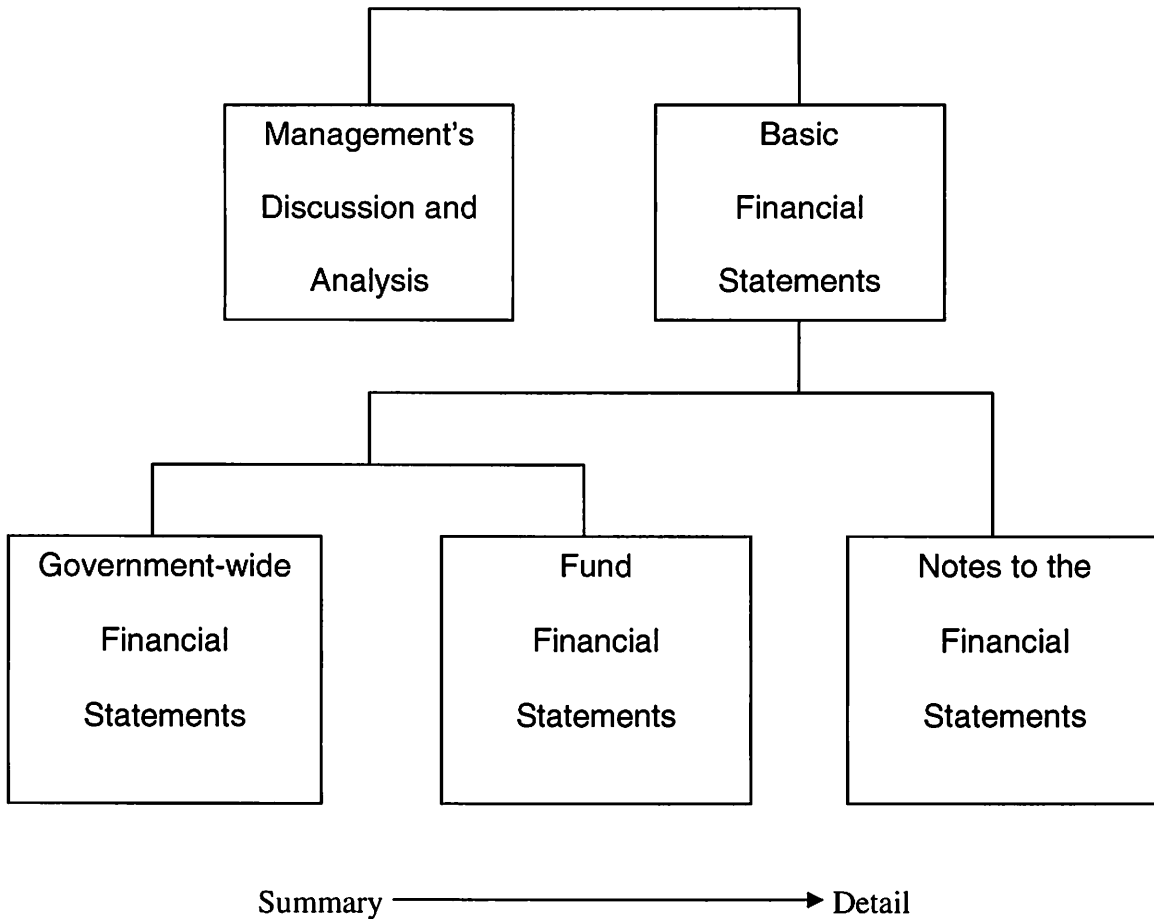 Management's
Discussion and
Analysis
Basic
Financial
Statements
Government-wide
Financial
Statements
Fund
Financial
Statements
Notes to the
Financial
Statements
Summary
Detail